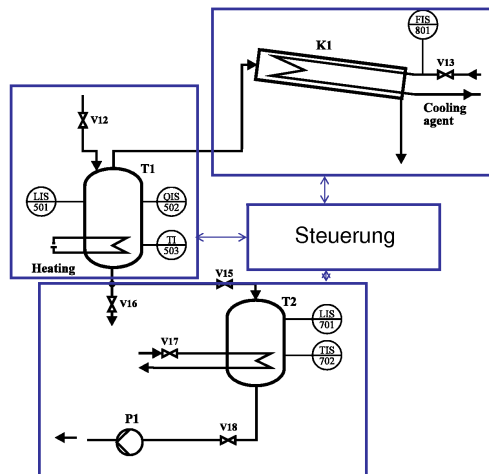 FIS
801
K1
V13
Cooling
agent
V12
T1
LIS
501
QIS
502
TI
503
Heating
Steuerung
V16
V15
T2
LIS
701
TIS
702
V17
P1
V18